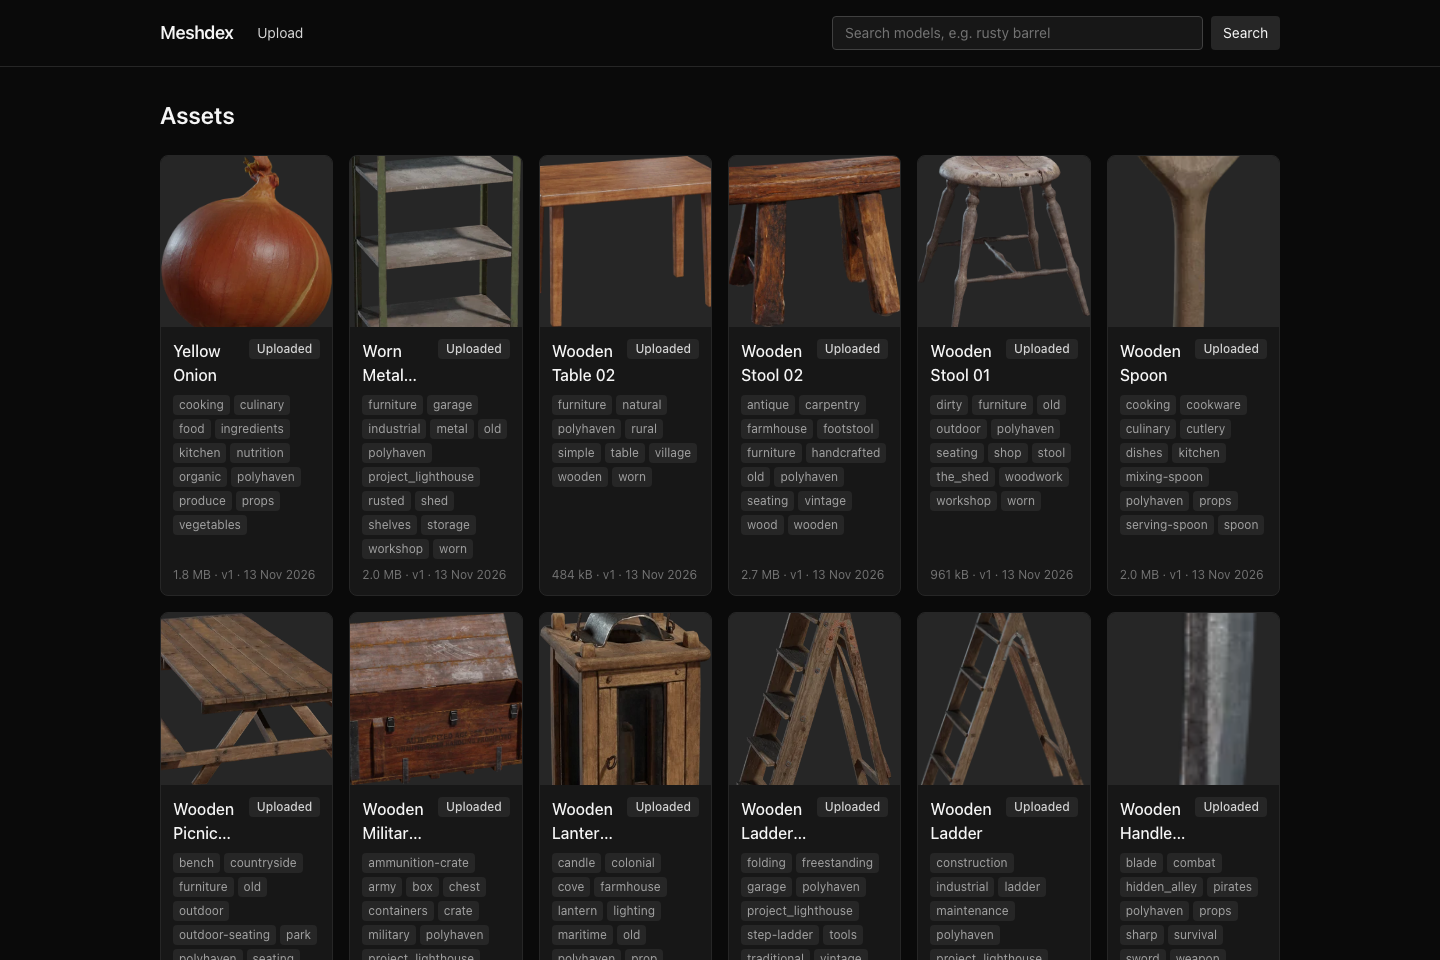 Meshdex
Upload
Search models, e.g. rusty barrel
Search
Assets
Yellow Onion
Uploaded
cooking culinary
food ingredients
kitchen nutrition
organic polyhaven
produce props
vegetables
1.8 MB · v1 · 13 Nov 2026
Worn Metal...
Uploaded
furniture garage
industrial metal old
polyhaven
project_lighthouse
rusted shed
shelves storage
workshop worn
2.0 MB · v1 · 13 Nov 2026
Wooden Table 02
Uploaded
furniture natural
polyhaven rural
simple table village
wooden worn
484 kB · v1 · 13 Nov 2026
Wooden Stool 02
Uploaded
antique carpentry
farmhouse footstool
furniture handcrafted
old polyhaven
seating vintage
wood wooden
2.7 MB · v1 · 13 Nov 2026
Wooden Stool 01
Uploaded
dirty furniture old
outdoor polyhaven
seating shop stool
the_shed woodwork
workshop worn
961 kB · v1 · 13 Nov 2026
Wooden Spoon
Uploaded
cooking cookware
culinary cutlery
dishes kitchen
mixing-spoon
polyhaven props
serving-spoon spoon
2.0 MB · v1 · 13 Nov 2026
Wooden Picnic...
Uploaded
bench countryside
furniture old
outdoor
outdoor-seating park
polyhaven seating
Wooden Militar...
Uploaded
ammunition-crate
army box chest
containers crate
military polyhaven
project_lighthouse
Wooden Lanter...
Uploaded
candle colonial
cove farmhouse
lantern lighting
maritime old
polyhaven prop
Wooden Ladder...
Uploaded
folding freestanding
garage polyhaven
project_lighthouse
step-ladder tools
traditional vintage
Wooden Ladder
Uploaded
construction
industrial ladder
maintenance
polyhaven
project_lighthouse
Wooden Handle...
Uploaded
blade combat
hidden_alley pirates
polyhaven props
sharp survival
sword weapon